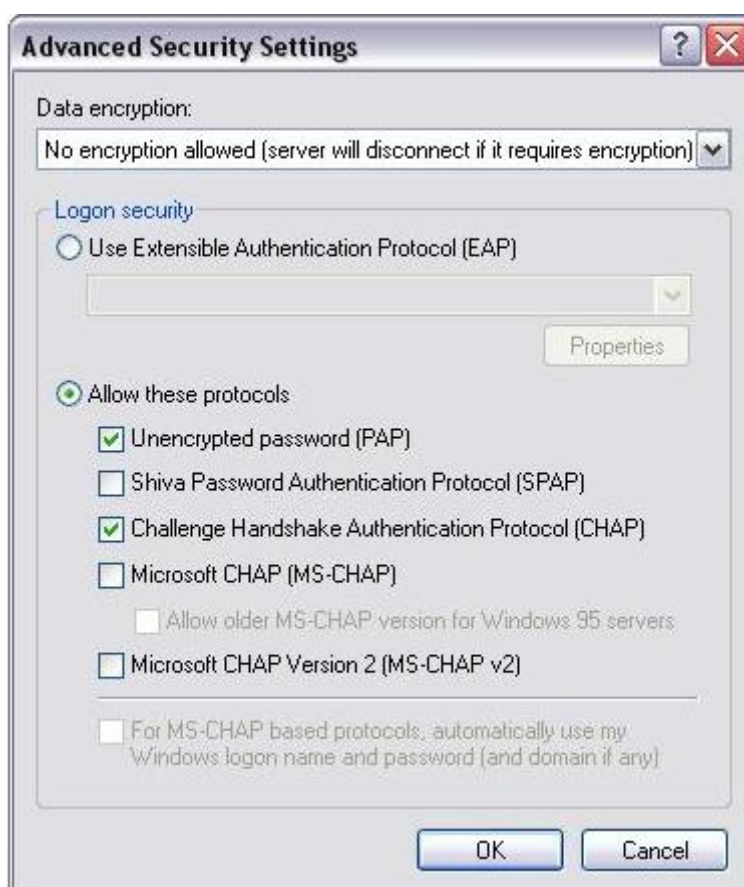 Advanced Security Settings
?
Data encryption:
No encryption allowed (server will disconnect if it requires encryption)
Logon security
Use Extensible Authentication Protocol (EAP)
Properties
Allow these protocols
Unencrypted password (PAP)
Shiva Password Authentication Protocol (SPAP)
Challenge Handshake Authentication Protocol (CHAP)
Microsoft CHAP (MS-CHAP)
Allow older MS-CHAP version for Windows 95 servers
Microsoft CHAP Version 2 (MS-CHAP v2)
For MS-CHAP based protocols, automatically use my
Windows logon name and password (and domain if any)
OK Cancel